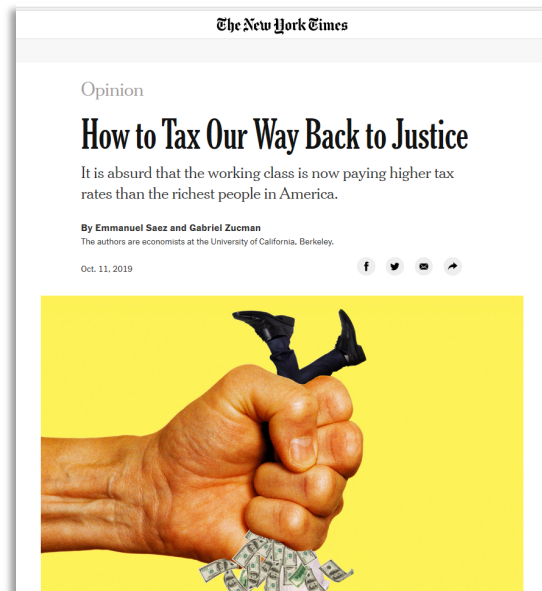 The New York Times
Opinion
How to Tax Our Way Back to Justice
It is absurd that the working class is now paying higher tax
rates than the richest people in America.
By Emmanuel Saez and Gabriel Zucman
The authors are economists at the University of California, Berkeley.
Oct. 11, 2019